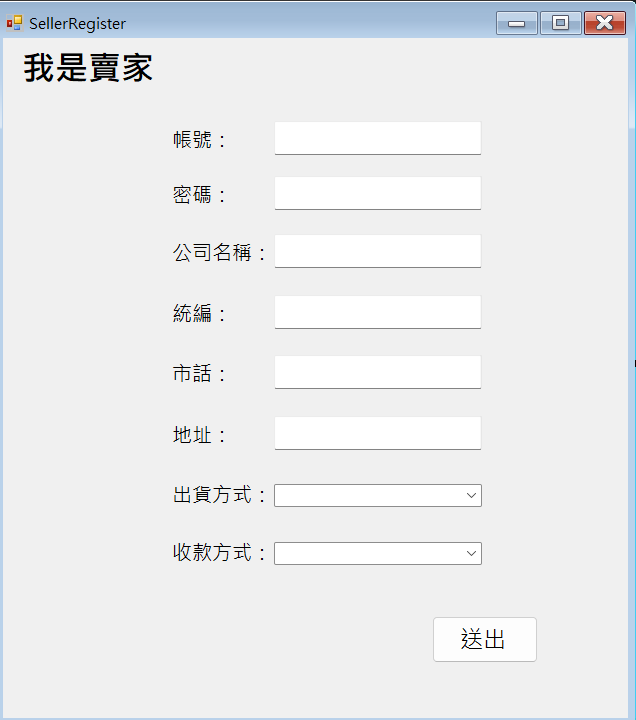 SellerRegister
我是賣家
帳號：
密碼：
公司名稱：
統編：
市話：
地址：
出貨方式：
收款方式：
送出